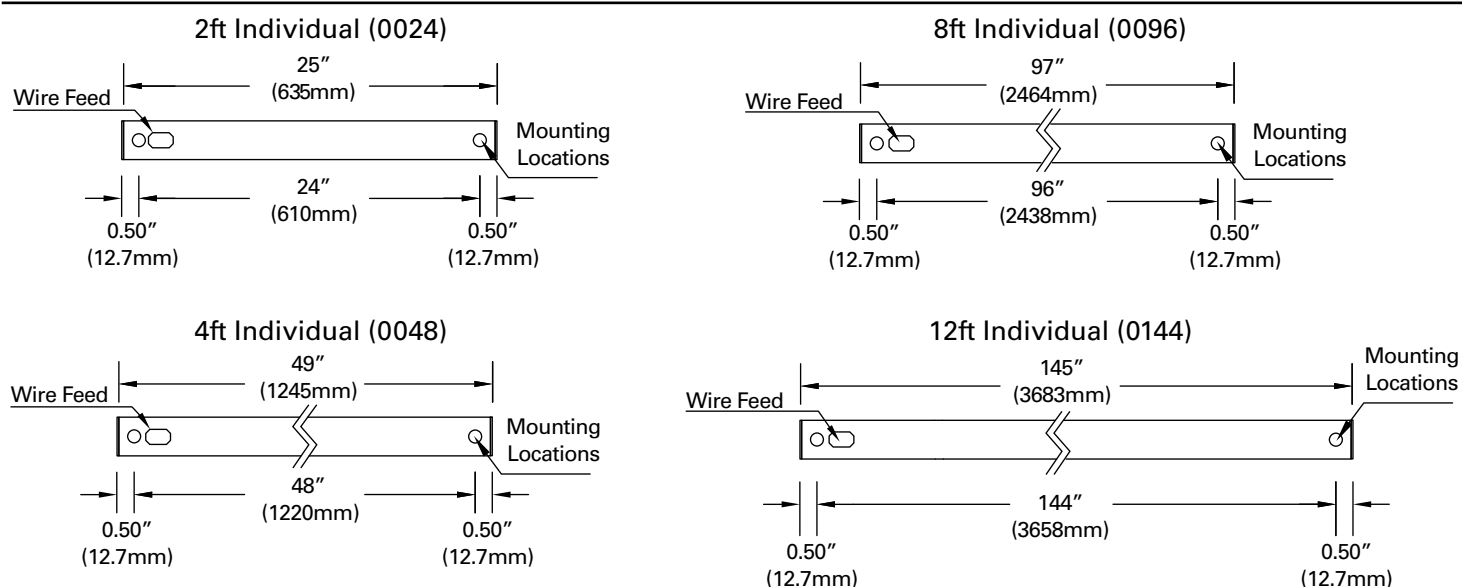 2ft Individual (0024)
25"
(635mm)
Wire Feed
Mounting
Locations
24"
(610mm)
0.50"
(12.7mm)
0.50"
(12.7mm)
8ft Individual (0096)
97"
(2464mm)
Wire Feed
Mounting
Locations
96"
(2438mm)
0.50"
(12.7mm)
0.50"
(12.7mm)
4ft Individual (0048)
49"
(1245mm)
Wire Feed
Mounting
Locations
48"
(1220mm)
0.50"
(12.7mm)
0.50"
(12.7mm)
12ft Individual (0144)
145"
(3683mm)
Mounting
Locations
Wire Feed
144"
(3658mm)
0.50"
(12.7mm)
0.50"
(12.7mm)